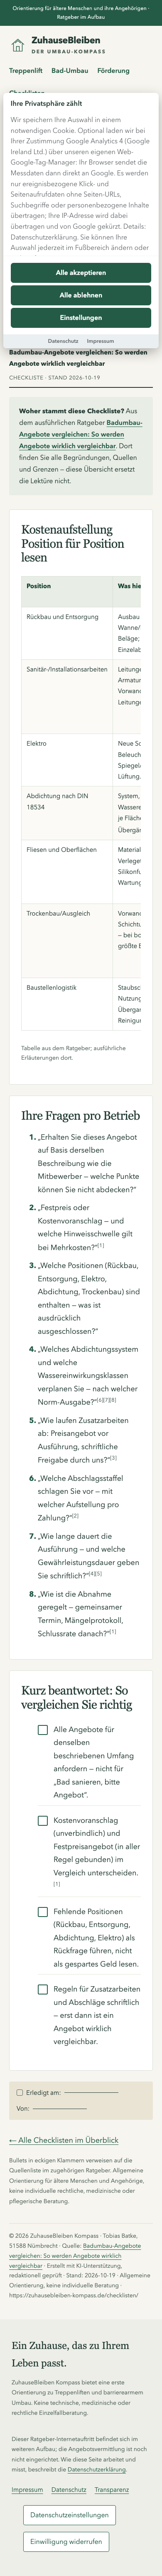 Orientierung für ältere Menschen und ihre Angehörigen ·
Ratgeber im Aufbau
ZuhauseBleiben
DER UMBAU-KOMPASS
Treppenlift Bad-Umbau Förderung
Ihre Privatsphäre zählt
Wir speichern Ihre Auswahl in einem
notwendigen Cookie. Optional laden wir bei
Ihrer Zustimmung Google Analytics 4 (Google
Ireland Ltd.) über unseren eigenen Web-
Google-Tag-Manager: Ihr Browser sendet die
Messdaten an uns. Im Messraum werden nur
ereignisbezogene Klick- und
Seitenaufrufdaten ohne Seiten-URLs,
Suchbegriffe oder personenbezogene Inhalte
übertragen; Ihre IP-Adresse wird dabei
übertragen und von Google gekürzt. Details:
Datenschutzerklärung. Sie können Ihre
Auswahl jederzeit im Fußbereich ändern oder
Alle akzeptieren
Alle ablehnen
Einstellungen
Datenschutz Impressum
Badumbau-Angebote vergleichen: So werden
Angebote wirklich vergleichbar
CHECKLISTE · STAND 2026-10-19
Woher stammt diese Checkliste? Aus
dem ausführlichen Ratgeber Badumbau-
Angebote vergleichen: So werden
Angebote wirklich vergleichbar. Dort
finden Sie alle Begründungen, Quellen
und Grenzen — diese Übersicht ersetzt
die Lektüre nicht.
Kostenaufstellung
Position für Position
lesen
Position Was hie
Rückbau und Entsorgung Ausbau
Wanne/
Beläge;
Einzelab
Sanitär-/Installationsarbeiten Leitunge
Armatur
Vorwand
Leitunge
Elektro Neue So
Beleuch
Spiegel
Lüftung,
Abdichtung nach DIN
18534
System,
Wassere
je Fläche
Übergän
Fliesen und Oberflächen Material
Verleget
Silikonfu
Wartung
Trockenbau/Ausgleich Vorwand
Schichtu
— bei bo
größte E
Baustellenlogistik Staubsc
Nutzung
Übergan
Reinigu
Tabelle aus dem Ratgeber; ausführliche
Erläuterungen dort.
Ihre Fragen pro Betrieb
1. „Erhalten Sie dieses Angebot
auf Basis derselben
Beschreibung wie die
Mitbewerber — welche Punkte
können Sie nicht abdecken?“
2. „Festpreis oder
Kostenvoranschlag — und
welche Hinweisschwelle gilt
bei Mehrkosten?“[1]
3. „Welche Positionen (Rückbau,
Entsorgung, Elektro,
Abdichtung, Trockenbau) sind
enthalten — was ist
ausdrücklich
ausgeschlossen?“
4. „Welches Abdichtungssystem
und welche
Wassereinwirkungsklassen
verplanen Sie — nach welcher
Norm-Ausgabe?“[6][7][8]
5. „Wie laufen Zusatzarbeiten
ab: Preisangebot vor
Ausführung, schriftliche
Freigabe durch uns?“[3]
6. „Welche Abschlagsstaffel
schlagen Sie vor — mit
welcher Aufstellung pro
Zahlung?“[2]
7. „Wie lange dauert die
Ausführung — und welche
Gewährleistungsdauer geben
Sie schriftlich?“[4][5]
8. „Wie ist die Abnahme
geregelt — gemeinsamer
Termin, Mängelprotokoll,
Schlussrate danach?“[1]
Kurz beantwortet: So
vergleichen Sie richtig
Alle Angebote für
denselben
beschriebenen Umfang
anfordern — nicht für
„Bad sanieren, bitte
Angebot“.
Kostenvoranschlag
(unverbindlich) und
Festpreisangebot (in aller
Regel gebunden) im
Vergleich unterscheiden.
[1]
Fehlende Positionen
(Rückbau, Entsorgung,
Abdichtung, Elektro) als
Rückfrage führen, nicht
als gespartes Geld lesen.
Regeln für Zusatzarbeiten
und Abschläge schriftlich
— erst dann ist ein
Angebot wirklich
vergleichbar.
Erledigt am:
Von:
← Alle Checklisten im Überblick
Bullets in eckigen Klammern verweisen auf die
Quellenliste im zugehörigen Ratgeber. Allgemeine
Orientierung für ältere Menschen und Angehörige,
keine individuelle rechtliche, medizinische oder
pflegerische Beratung.
© 2026 ZuhauseBleiben Kompass · Tobias Batke,
51588 Nümbrecht · Quelle: Badumbau-Angebote
vergleichen: So werden Angebote wirklich
vergleichbar · Erstellt mit KI-Unterstützung,
redaktionell geprüft · Stand: 2026-10-19 · Allgemeine
Orientierung, keine individuelle Beratung ·
https://zuhausebleiben-kompass.de/checklisten/
Ein Zuhause, das zu Ihrem
Leben passt.
ZuhauseBleiben Kompass bietet eine erste
Orientierung zu Treppenliften und barrierearmem
Umbau. Keine technische, medizinische oder
rechtliche Einzelfallberatung.
Dieser Ratgeber-Internetauftritt befindet sich im
weiteren Aufbau; die Angebotsvermittlung ist noch
nicht eingerichtet. Wie diese Seite arbeitet und
misst, beschreibt die Datenschutzerklärung.
Impressum Datenschutz Transparenz
Datenschutzeinstellungen
Einwilligung widerrufen